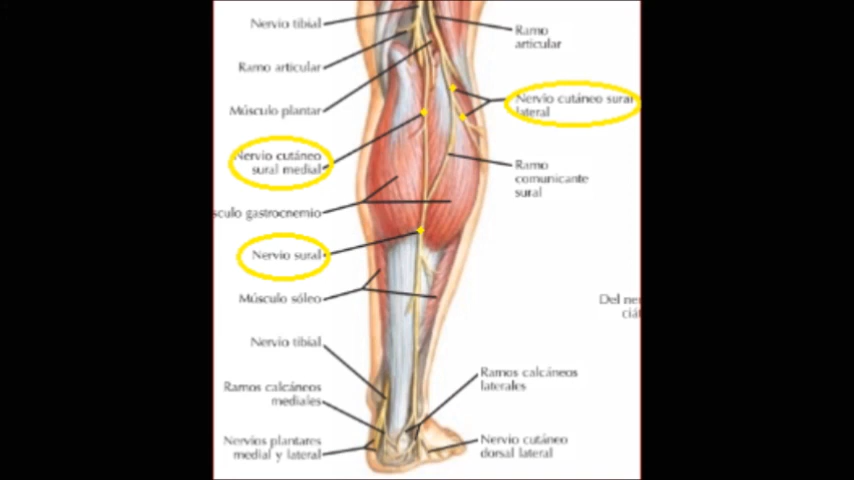 Nervio tibial
Ramo articular
Músculo plantar
Nervio cutáneo
sural medial
sculo gastrocnemio
Nervio sural
Músculo sóleo
Nervio tibial
Ramos calcáneos
mediales
Nervios plantares
medial y lateral
Ramo
articular
Nervio cutáneo sural
lateral
Ramo
comunicante
sural
Del
Ramos calcáneos
laterales
Nervio cutáneo
dorsal lateral